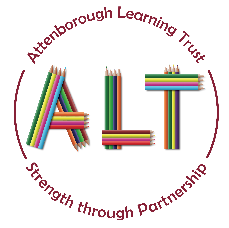 Attenborough Learning Trust
ALT
Strength through Partnership